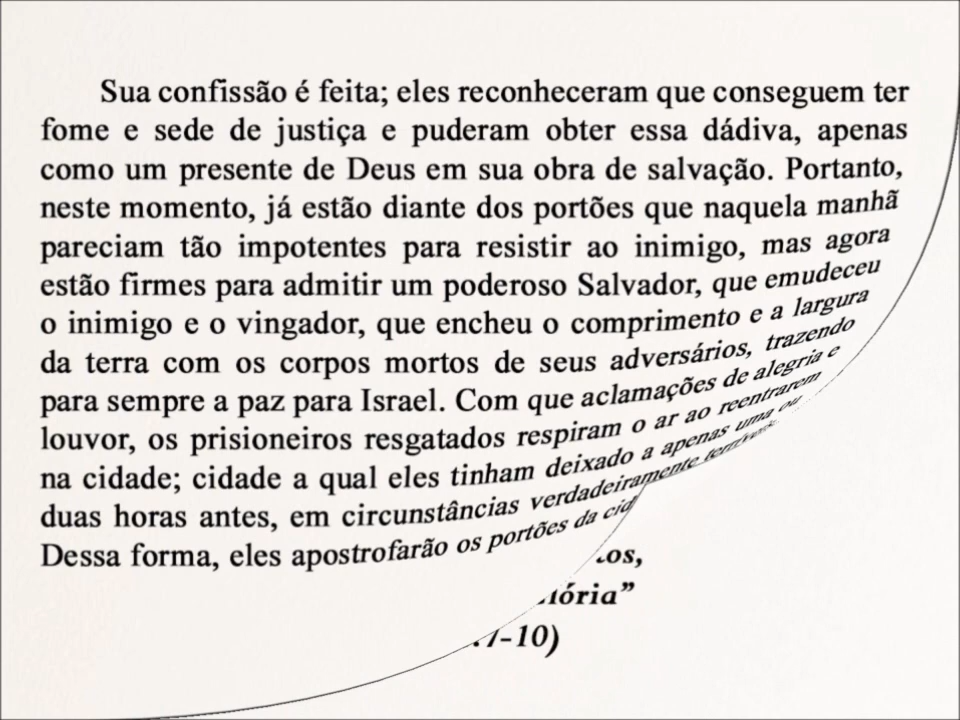 Sua confissão é feita; eles reconheceram que conseguem ter
fome e sede de justiça e puderam obter essa dádiva, apenas
como um presente de Deus em sua obra de salvação. Portanto,
neste momento, já estão diante dos portões que naquela manhã
pareciam tão impotentes para resistir ao inimigo, mas agora
estão firmes para admitir um poderoso Salvador, que emudeceu
o inimigo e o vingador, que encheu o comprimento e a largura
da terra com os corpos mortos de seus adversários, trazendo
para sempre a paz para Israel. Com que aclamações de alegria e
louvor, os prisioneiros resgatados respiram o ar ao reentrarem
na cidade; cidade a qual eles tinham deixado a apenas uma ou
duas horas antes, em circunstâncias verdadeiramente
Dessa forma, eles apostrofarão os portões da